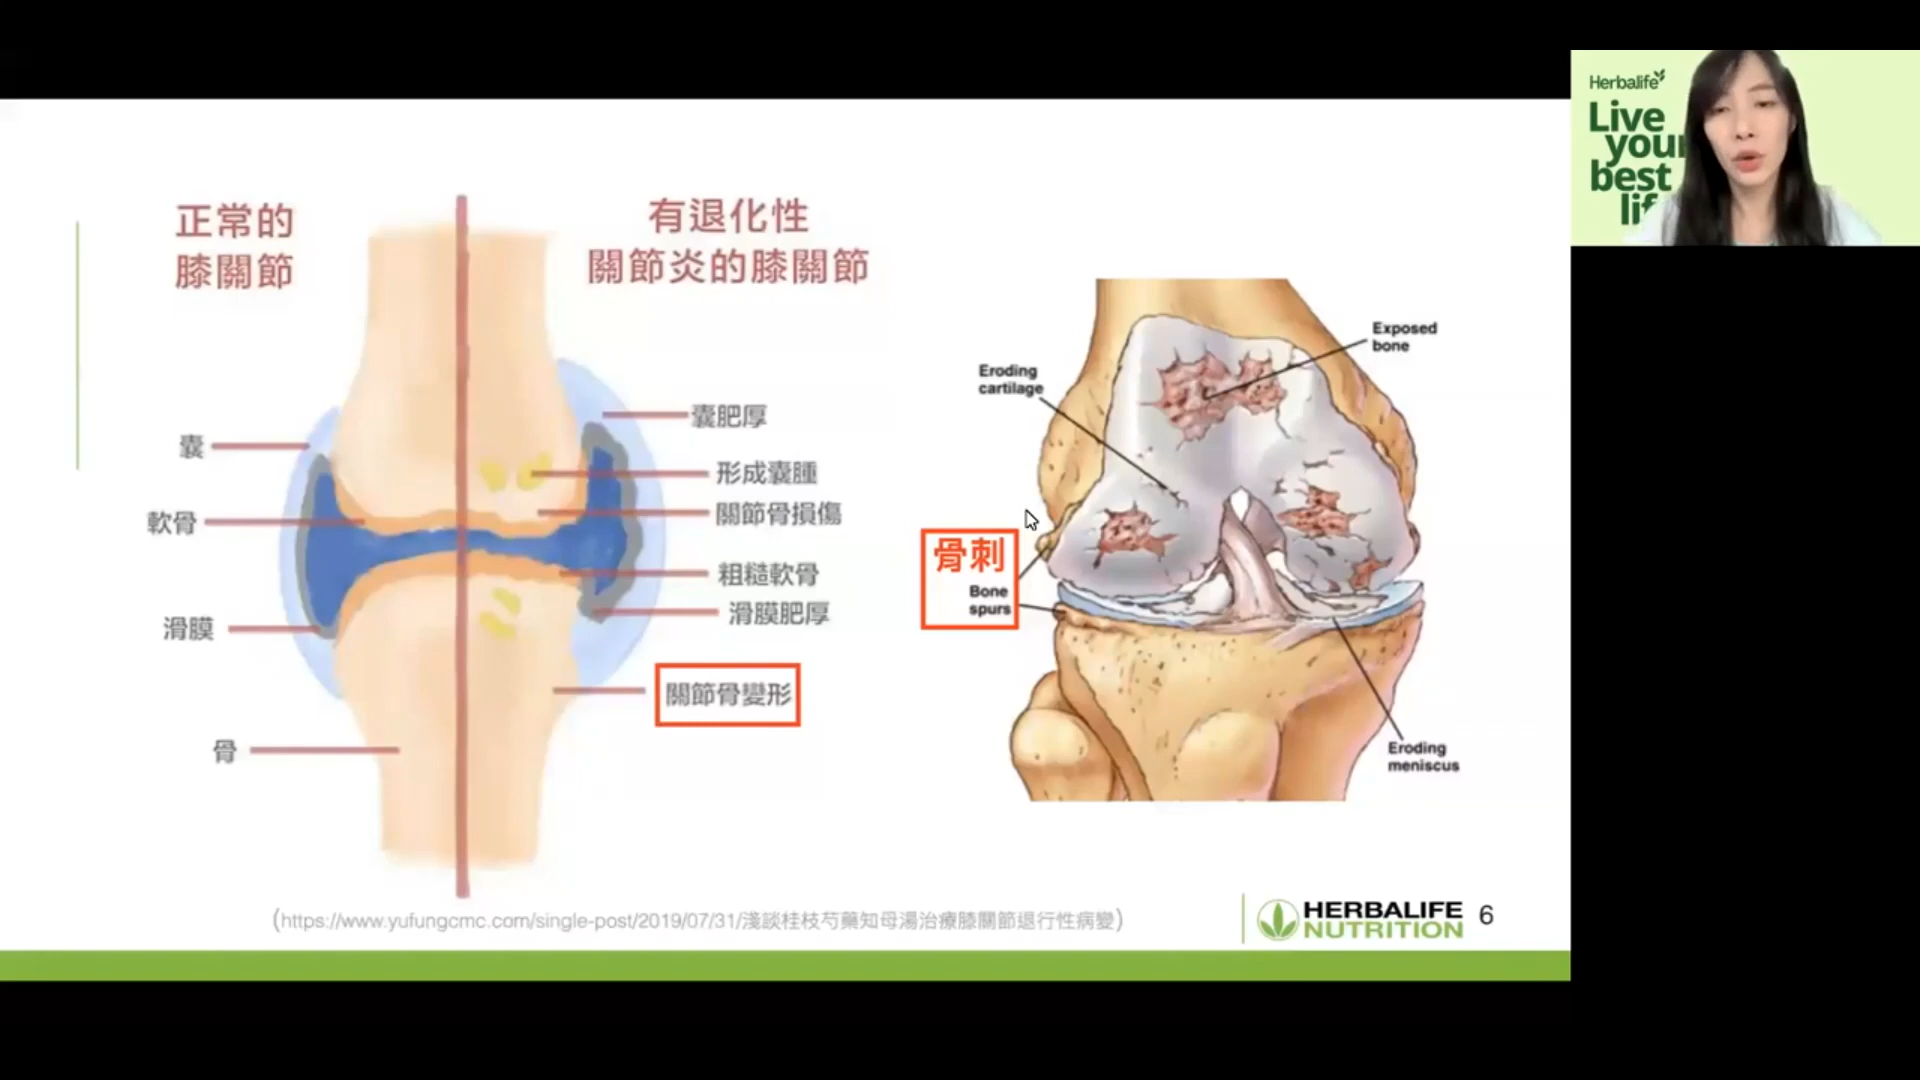 正常的
膝關節
有退化性
關節炎的膝關節
囊
軟骨
滑膜
骨
囊肥厚
形成囊腫
關節骨損傷
粗糙軟骨
滑膜肥厚
關節骨變形
Exposed
bone
Eroding
cartilage
骨刺
Bone
spurs
Eroding
meniscus
(https://www.yufungcmc.com/single-post/2019/07/31/淺談桂枝芍藥知母湯治療膝關節退行性病變)
HERBALIFE
NUTRITION
6
Herbalife
Live
your
best
lif